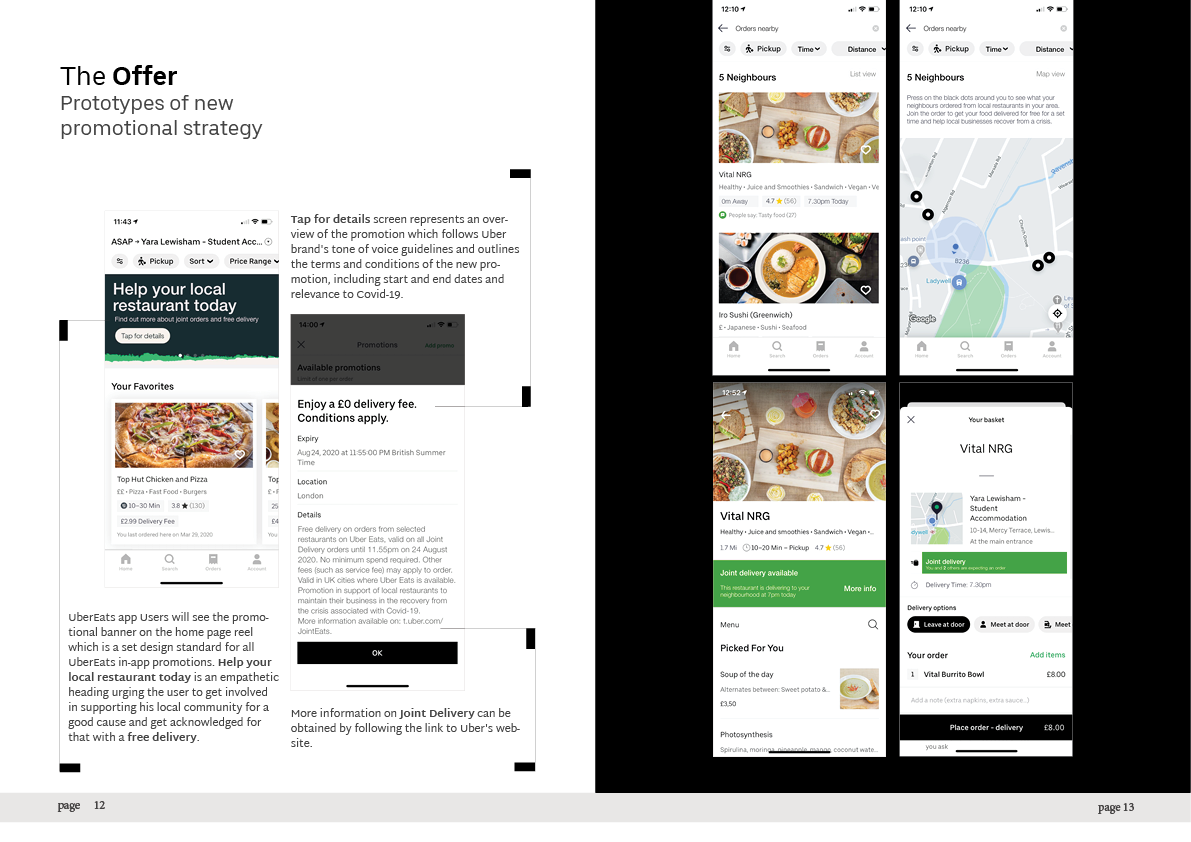 The Offer
Prototypes of new
promotional strategy
11:43
ASAP → Yara Lewisham - Student Acc...
Pickup
Sort
Price Range
Help your local
restaurant today
Find out more about joint orders and free delivery
Tap for details
Your Favorites
Top Hut Chicken and Pizza
££ • Pizza • Fast Food • Burgers
10–30 Min
3.8 ★ (130)
£2.99 Delivery Fee
You last ordered here on Mar 29, 2020
Top
£ • F
25
£4
You
Home
Search
Orders
Account
UberEats app Users will see the promo-
tional banner on the home page reel
which is a set design standard for all
UberEats in-app promotions. Help your
local restaurant today is an empathetic
heading urging the user to get involved
in supporting his local community for a
good cause and get acknowledged for
that with a free delivery.
Tap for details screen represents an over-
view of the promotion which follows Uber
brand's tone of voice guidelines and outlines
the terms and conditions of the new pro-
motion, including start and end dates and
relevance to Covid-19.
14:00
Promotions
Add promo
Available promotions
Limit of one per order
Enjoy a £0 delivery fee.
Conditions apply.
Expiry
Aug 24, 2020 at 11:55:00 PM British Summer
Time
Location
London
Details
Free delivery on orders from selected
restaurants on Uber Eats, valid on all Joint
Delivery orders until 11.55pm on 24 August
2020. No minimum spend required. Other
fees (such as service fee) may apply to order.
Valid in UK cities where Uber Eats is available.
Promotion in support of local restaurants to
maintain their business in the recovery from
the crisis associated with Covid-19.
More information available on: t.uber.com/
JointEats.
OK
More information on Joint Delivery can be
obtained by following the link to Uber's web-
site.
page 12
12:10
Orders nearby
Pickup
Time
Distance
5 Neighbours
List view
Vital NRG
Healthy • Juice and Smoothies • Sandwich • Vegan • Ve
0m Away
4.7 ★ (56)
7.30pm Today
People say: Tasty food (27)
Iro Sushi (Greenwich)
£ • Japanese • Sushi • Seafood
Home
Search
Orders
Account
12:10
Orders nearby
Pickup
Time
Distance
5 Neighbours
Map view
Press on the black dots around you to see what your
neighbours ordered from local restaurants in your area.
Join the order to get your food delivered for free for a set
time and help local businesses recover from a crisis.
Algernon Rd
Marsala Rd
Church Grove
ash point
B236
Ladywell
Google
Home
Search
Orders
Account
12:52
Vital NRG
Healthy • Juice and smoothies • Sandwich • Vegan •..
1.7 Mi
10–20 Min – Pickup
4.7 ★ (56)
Joint delivery available
This restaurant is delivering to your
neighbourhood at 7pm today
More info
Menu
Picked For You
Soup of the day
Alternates between: Sweet potato &..
£3,50
Photosynthesis
Spirulina, moringa, pineapple, mango, coconut wate...
Your basket
Vital NRG
Yara Lewisham –
Student
Accommodation
10-14, Mercy Terrace, Lewis..
At the main entrance
Joint delivery
You and 2 others are expecting an order
Delivery Time: 7.30pm
Delivery options
Leave at door
Meet at door
Meet
Your order
Add items
1
Vital Burrito Bowl
£8.00
Add a note (extra napkins, extra sauce...)
Place order - delivery
£8.00
you ask
page 13